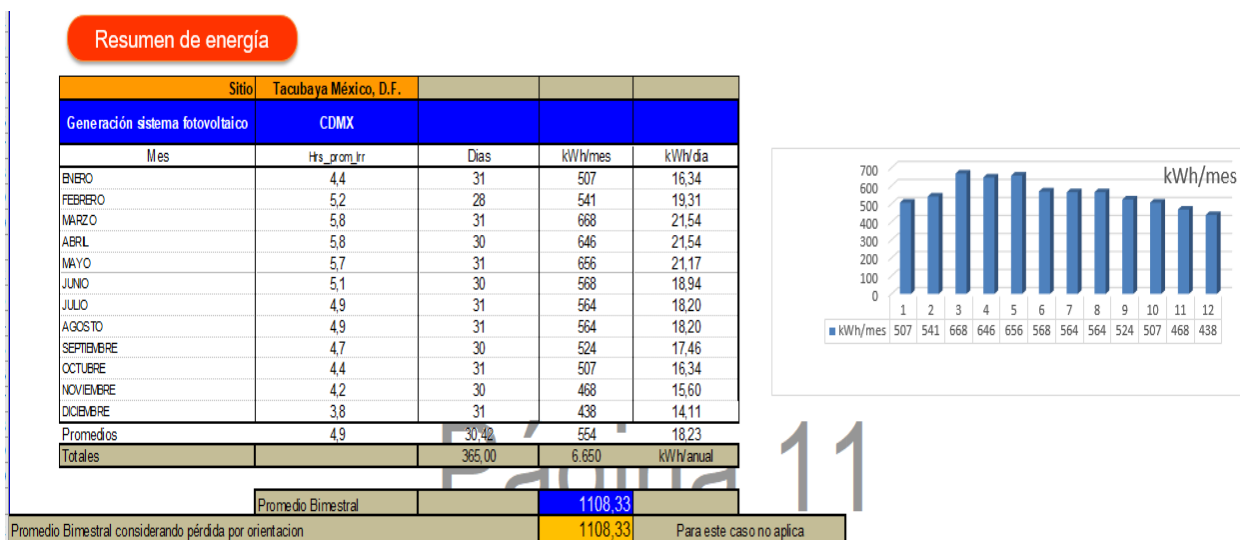 Resumen de energía
Sitio Tacubaya México, D.F.
Generación sistema fotovoltaico CDMX
Mes Hrs_prom_Irr Dias kWh/mes kWh/dia
ENERO 4,4 31 507 16,34
FEBRERO 5,2 28 541 19,31
MARZO 5,8 31 668 21,54
ABRIL 5,8 30 646 21,54
MAYO 5,7 31 656 21,17
JUNIO 5,1 30 568 18,94
JULIO 4,9 31 564 18,20
AGOSTO 4,9 31 564 18,20
SEPTIEMBRE 4,7 30 524 17,46
OCTUBRE 4,4 31 507 16,34
NOVIEMBRE 4,2 30 468 15,60
DICIEMBRE 3,8 31 438 14,11
Promedios 4,9 30,42 554 18,23
Totales 365,00 6.650 kWh/anual
Página 11
Promedio Bimestral 1108,33
Promedio Bimestral considerando pérdida por orientacion 1108,33 Para este caso no aplica
kWh/mes
700
600
500
400
300
200
100
0
1 2 3 4 5 6 7 8 9 10 11 12
kWh/mes 507 541 668 646 656 568 564 564 524 507 468 438